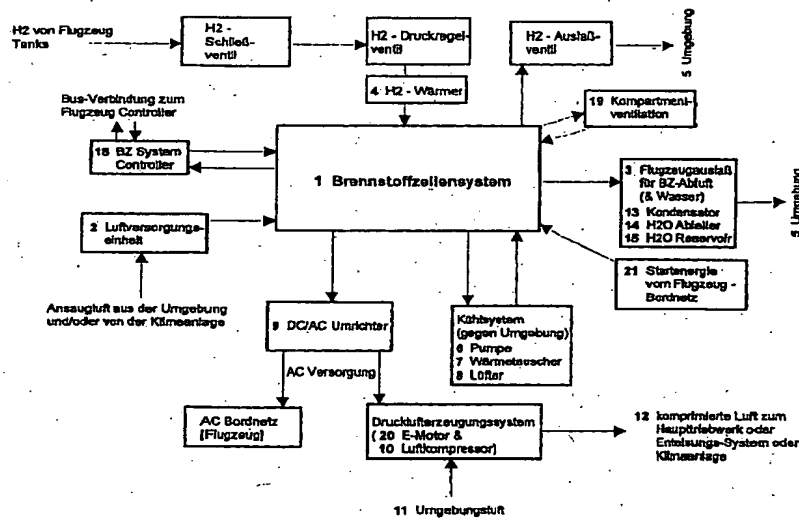 H2 von Flugzeug
Tanks
H2 -
Schließ-
ventil
H2 - Druckregel-
ventil
H2 - Auslaß-
ventil
5 Umgebung
4 H2 - Wärmer
19 Kompartment-
ventilation
Bus-Verbindung zum
Flugzeug Controller
18 BZ System
Controller
1 Brennstoffzellensystem
3 Flugzeugauslaß
für BZ-Abluft
(& Wasser)
13 Kondensator
14 H2O Ableiter
15 H2O Reservoir
5 Umgebung
2 Luftversorgungs-
einheit
21 Startenergie
vom Flugzeug -
Bordnetz
Ansaugluft aus der Umgebung
und/oder von der Klimaanlage
9 DC/AC Umrichter
Kühlsystem
(gegen Umgebung)
6 Pumpe
7 Wärmetauscher
8 Lüfter
AC Versorgung
AC Bordnetz
[Flugzeug]
Drucklufterzeugungssystem
( 20 E-Motor &
10 Luftkompressor)
12 komprimierte Luft zum
Haupttriebwerk oder
Enteisungs-System oder
Klimaanlage
11 Umgebungsluft